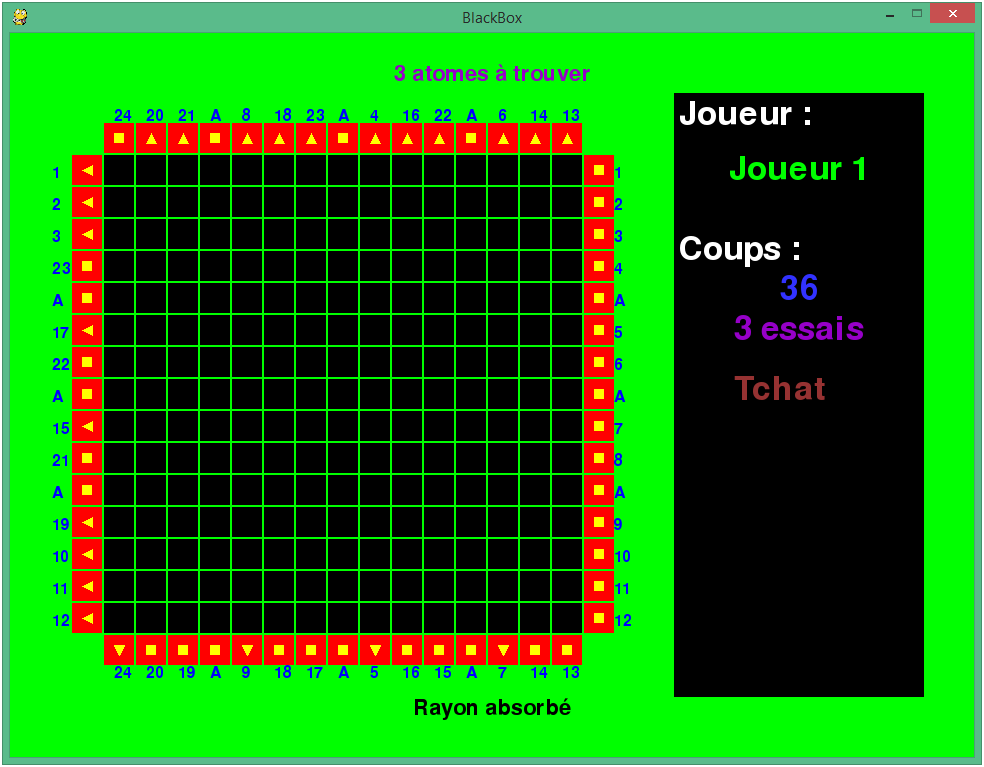 BlackBox
3 atomes à trouver
24 20 21 A 8 18 23 A 4 16 22 A 6 14 13
1 1
2 2
3 3
23 4
A A
17 5
22 6
A A
15 7
21 8
A A
19 9
10 10
11 11
12 12
24 20 19 A 9 18 17 A 5 16 15 A 7 14 13
Rayon absorbé
Joueur :
Joueur 1
Coups :
36
3 essais
Tchat